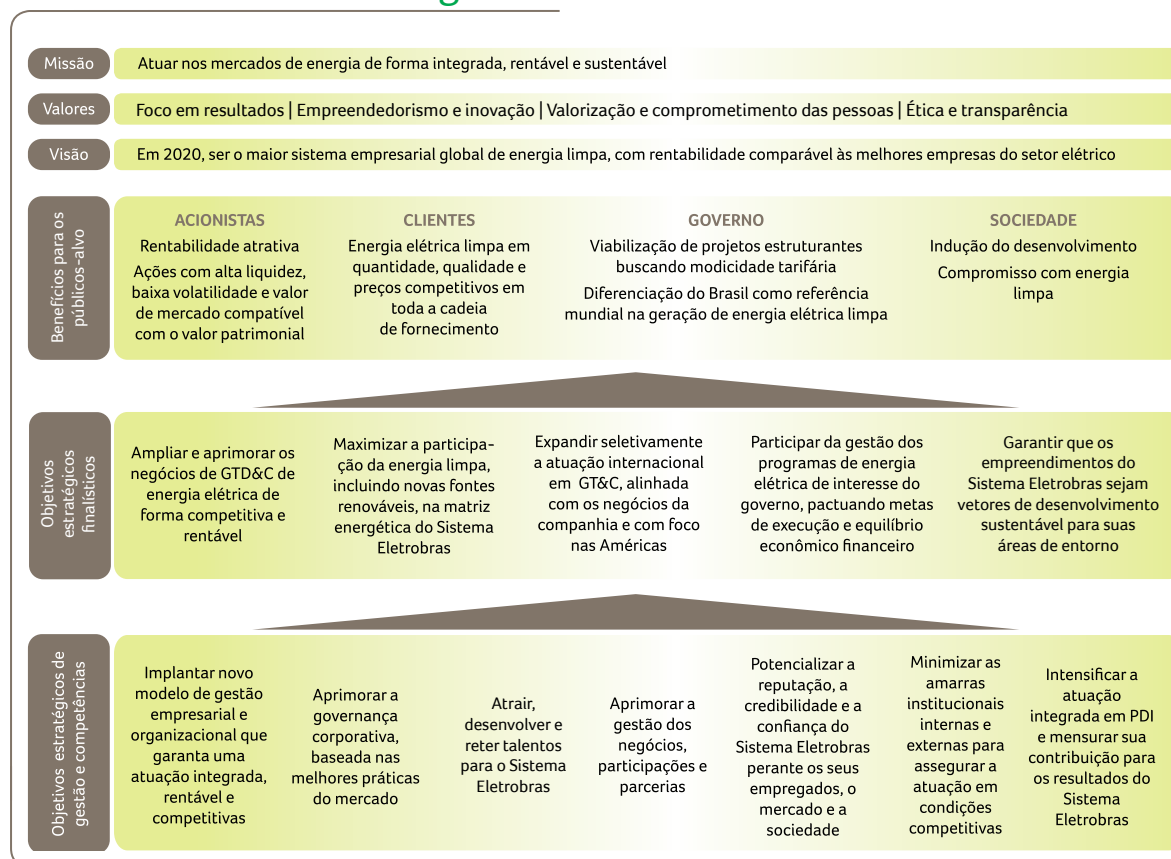 Missão
Atuar nos mercados de energia de forma integrada, rentável e sustentável
Valores
Foco em resultados | Empreendedorismo e inovação | Valorização e comprometimento das pessoas | Ética e transparência
Visão
Em 2020, ser o maior sistema empresarial global de energia limpa, com rentabilidade comparável às melhores empresas do setor elétrico
Benefícios para os
públicos-alvo
ACIONISTAS
Rentabilidade atrativa
Ações com alta liquidez,
baixa volatilidade e valor
de mercado compatível
com o valor patrimonial
CLIENTES
Energia elétrica limpa em
quantidade, qualidade e
preços competitivos em
toda a cadeia
de fornecimento
GOVERNO
Viabilização de projetos estruturantes
buscando modicidade tarifária
Diferenciação do Brasil como referência
mundial na geração de energia elétrica limpa
SOCIEDADE
Indução do desenvolvimento
Compromisso com energia
limpa
Objetivos
estratégicos
finalísticos
Ampliar e aprimorar os
negócios de GTD&C de
energia elétrica de
forma competitiva e
rentável
Maximizar a participa-
ção da energia limpa,
incluindo novas fontes
renováveis, na matriz
energética do Sistema
Eletrobras
Expandir seletivamente
a atuação internacional
em GT&C, alinhada
com os negócios da
companhia e com foco
nas Américas
Participar da gestão dos
programas de energia
elétrica de interesse do
governo, pactuando metas
de execução e equilíbrio
econômico financeiro
Garantir que os
empreendimentos do
Sistema Eletrobras sejam
vetores de desenvolvimento
sustentável para suas
áreas de entorno
Objetivos estratégicos de
gestão e competências
Implantar novo
modelo de gestão
empresarial e
organizacional que
garanta uma
atuação integrada,
rentável e
competitivas
Aprimorar a
governança
corporativa,
baseada nas
melhores práticas
do mercado
Atrair,
desenvolver e
reter talentos
para o Sistema
Eletrobras
Aprimorar a
gestão dos
negócios,
participações e
parcerias
Potencializar a
reputação, a
credibilidade e a
confiança do
Sistema Eletrobras
perante os seus
empregados, o
mercado e a
sociedade
Minimizar as
amarras
institucionais
internas e
externas para
assegurar a
atuação em
condições
competitivas
Intensificar a
atuação
integrada em PDI
e mensurar sua
contribuição para
os resultados do
Sistema
Eletrobras